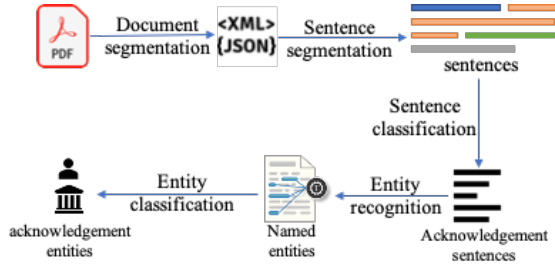 PDF
Document
segmentation
<XML>
{JSON}
Sentence
segmentation
sentences
Sentence
classification
Acknowledgement
sentences
Entity
recognition
Named
entities
Entity
classification
acknowledgement
entities